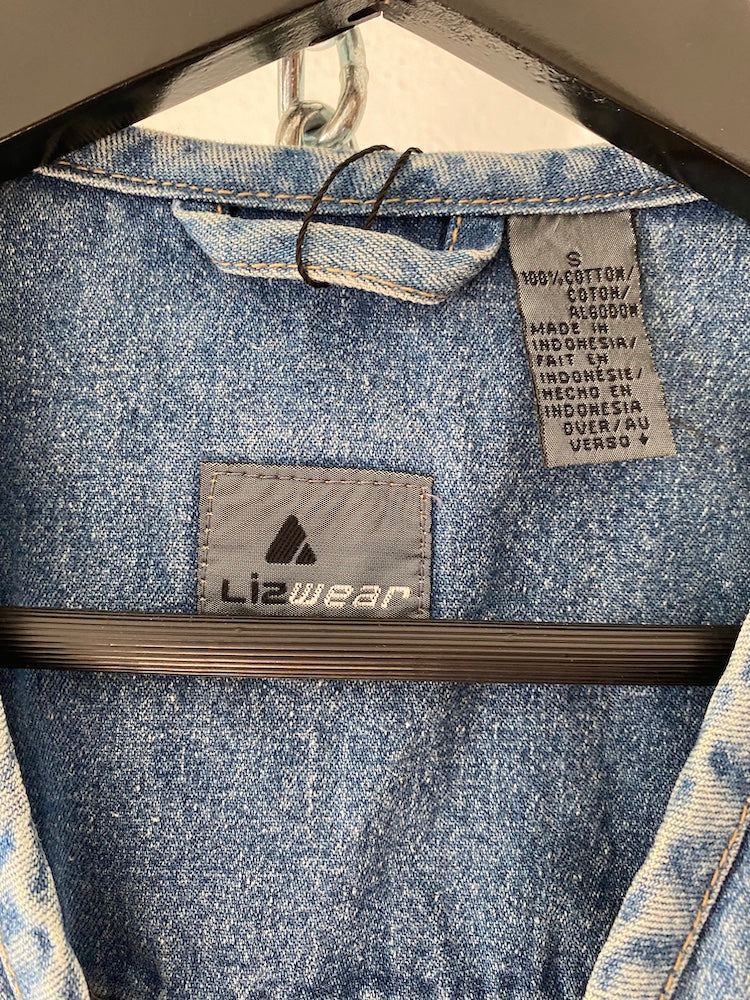 S
100% COTTON/
COTON/
ALGODON
MADE IN
INDONESIA/
FAIT EN
INDONÉSIE/
HECHO EN
INDONESIA
OVER/AU
VERSO ↓
Lizwear